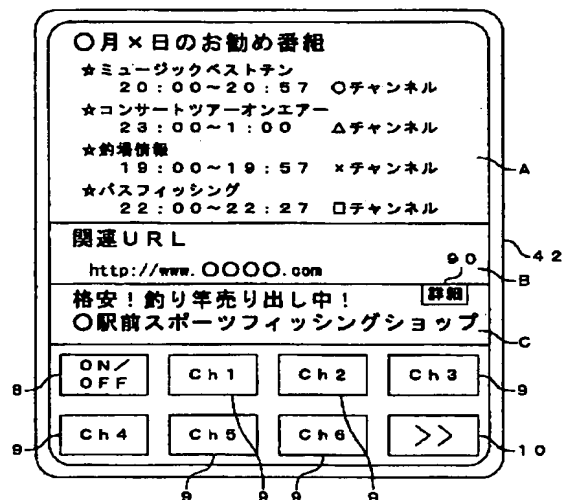 〇月×日のお勧め番組
☆ミュージックベストテン
20:00~20:57 〇チャンネル
☆コンサートツアーオンエアー
23:00~1:00 △チャンネル
☆釣場情報
19:00~19:57 ×チャンネル
☆バスフィッシング
22:00~22:27 □チャンネル
A
関連URL
42
90
http://www.〇〇〇〇.com
B
格安!釣り竿売り出し中! 詳細
〇駅前スポーツフィッシングショップ
C
8 ON/OFF Ch1 Ch2 Ch3 9
9 Ch4 Ch5 Ch6 >> 10
9 9 9 9